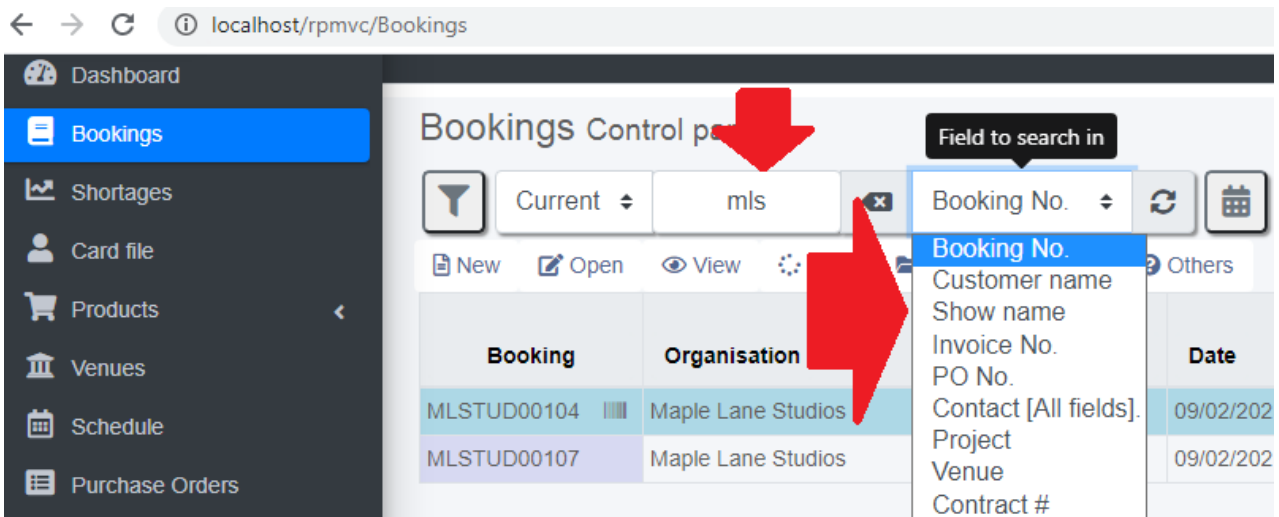 localhost/rpmvc/Bookings
Dashboard
Bookings
Shortages
Card file
Products
Venues
Schedule
Purchase Orders
Bookings Control
Field to search in
Current mls Booking No.
New Open View Others
Booking No.
Customer name
Show name
Invoice No.
PO No.
Contact [All fields].
Project
Venue
Contract #
Booking Organisation Date
MLSTUD00104 Maple Lane Studios 09/02/202
MLSTUD00107 Maple Lane Studios 09/02/202